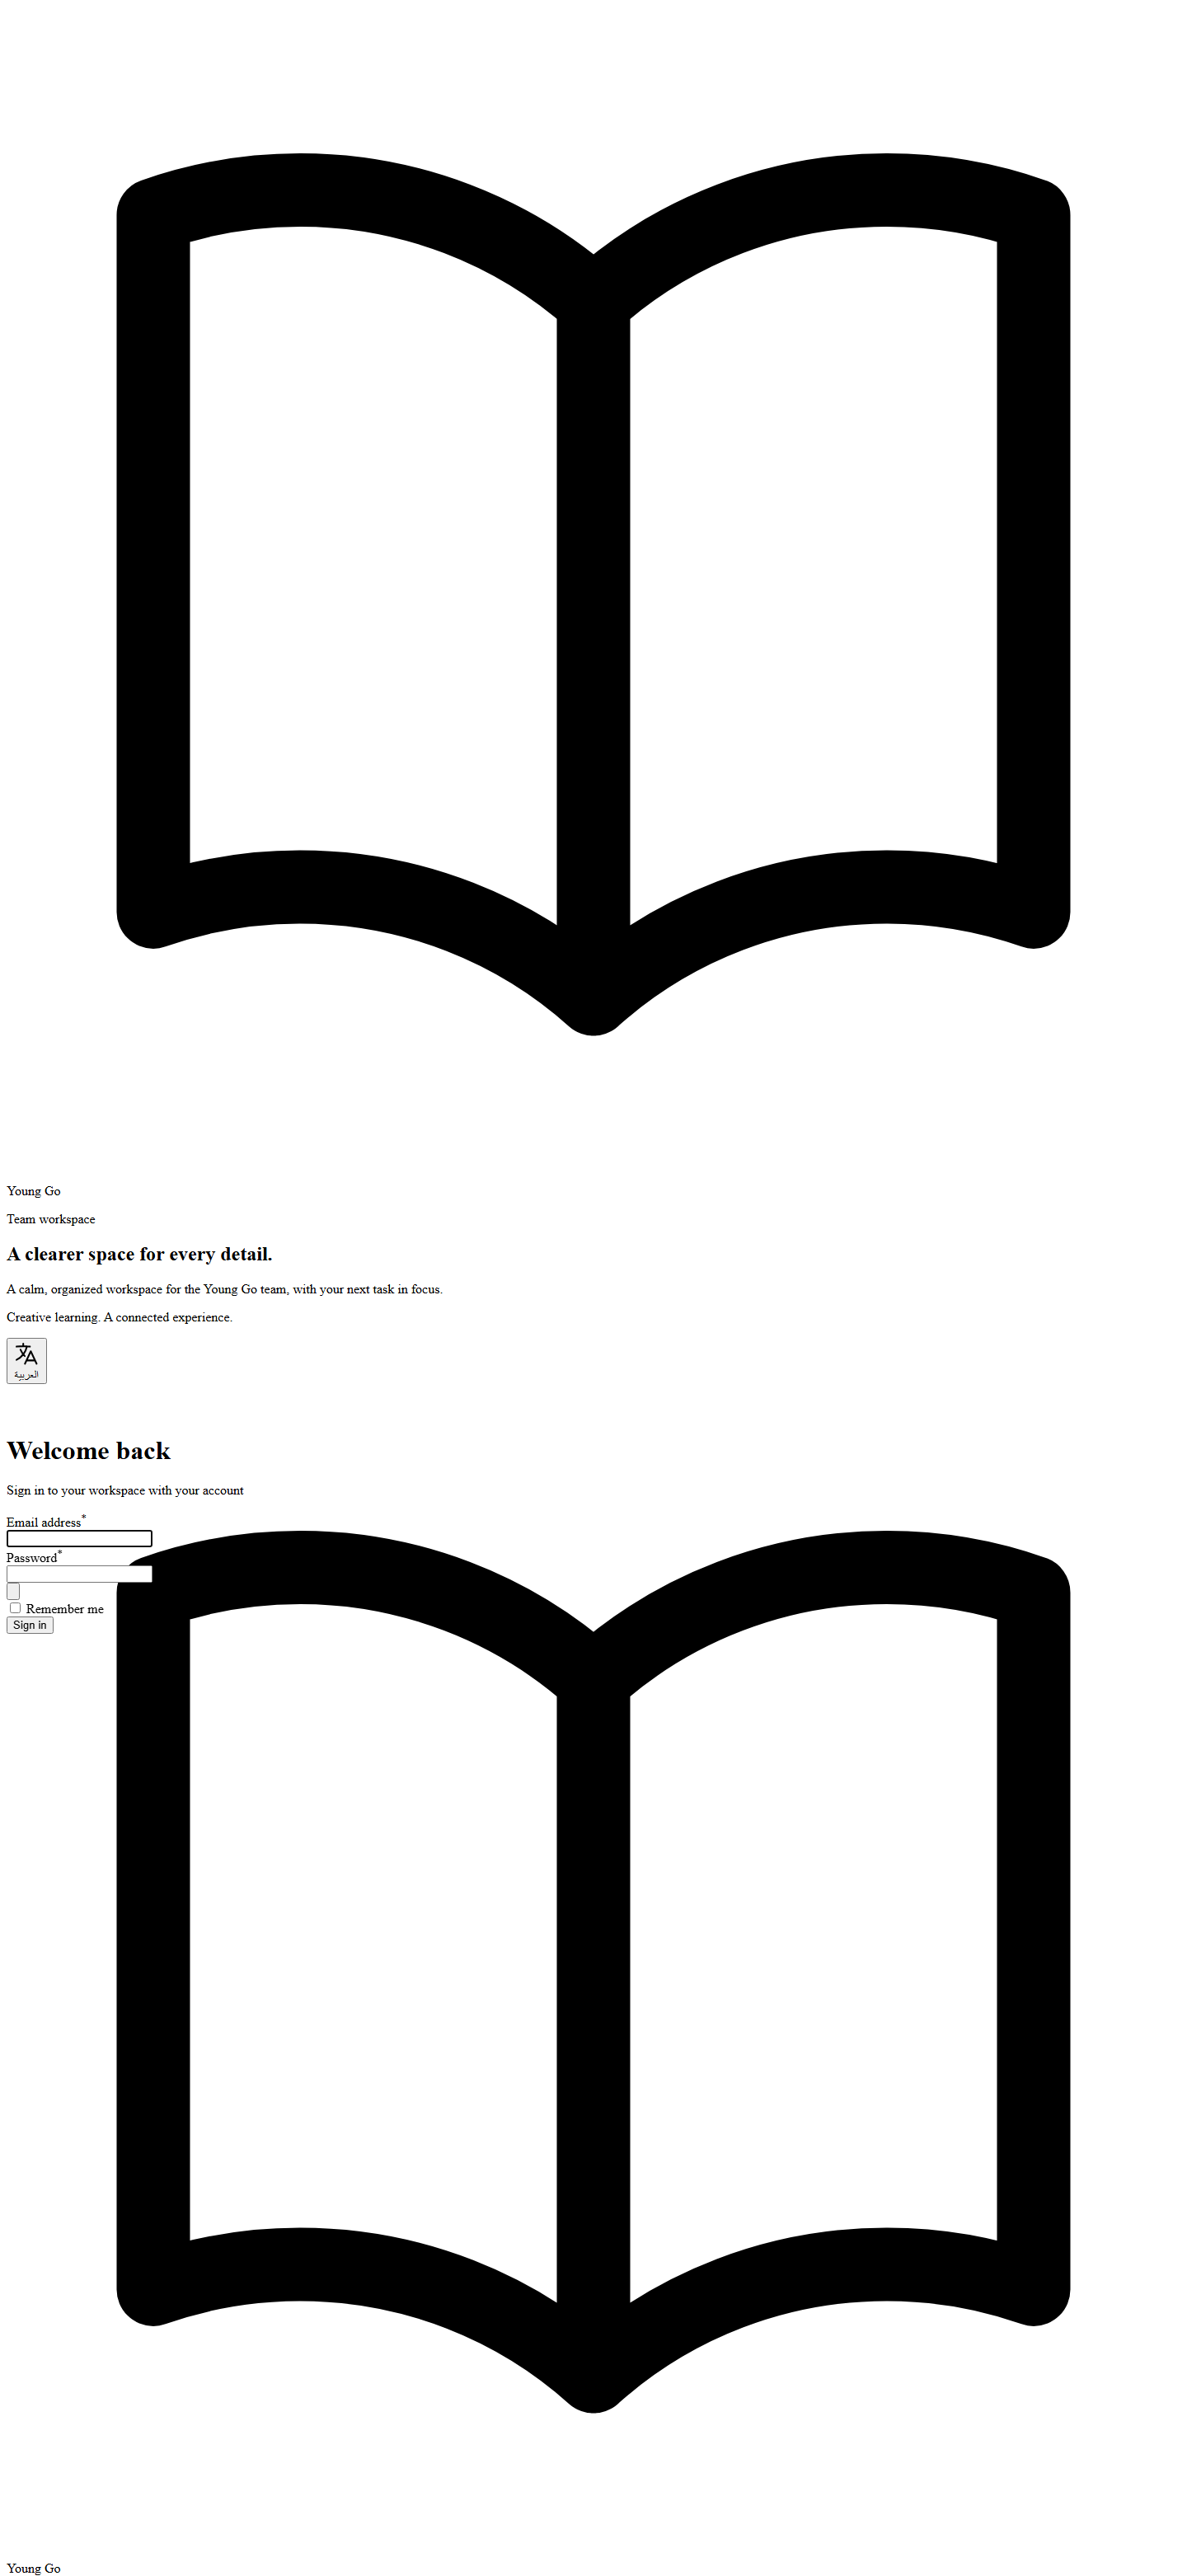 Young Go
Team workspace
A clearer space for every detail.
A calm, organized workspace for the Young Go team, with your next task in focus.
Creative learning. A connected experience.
العربية
Welcome back
Sign in to your workspace with your account
Email address*
Password*
Remember me
Sign in
Young Go